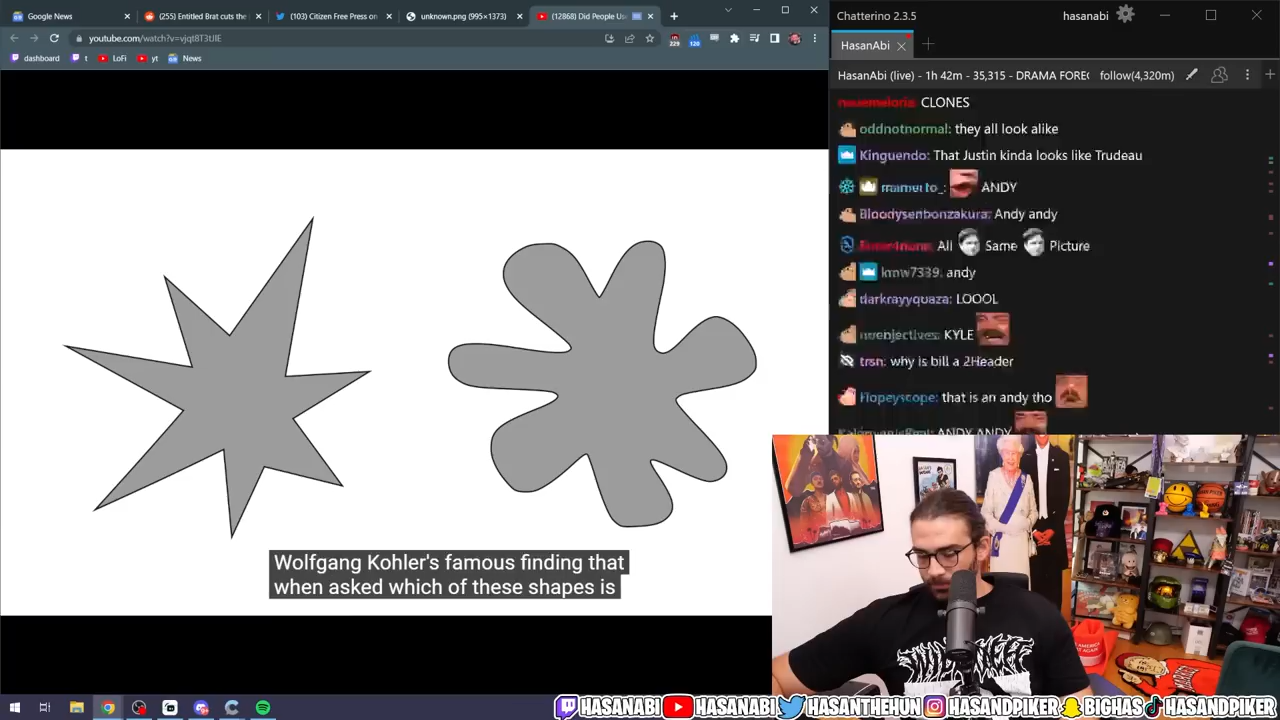 Google News
(255) Entitled Brat cuts the
(103) Citizen Free Press on
unknown.png (995×1373)
(12868) Did People Us
youtube.com/watch?v=vjqt8T3tJIE
229
120
dashboard
t
LoFi
yt
News
Wolfgang Kohler's famous finding that
when asked which of these shapes is
Chatterino 2.3.5
hasanabi
HasanAbi
HasanAbi (live) - 1h 42m - 35,315 - DRAMA FOREC
follow(4,320m)
CLONES
oddnotnormal: they all look alike
Kinguendo: That Justin kinda looks like Trudeau
ANDY
Bloodysenbonzakura: Andy andy
All Same Picture
kmw7339: andy
darkrayyquaza: LOOOL
KYLE
why is bill a 2Header
that is an andy tho
ANDY ANDY
HASANABI
HASANABI
HASANTHEHUN
HASANDPIKER
BIGHAS
HASANDPIKER